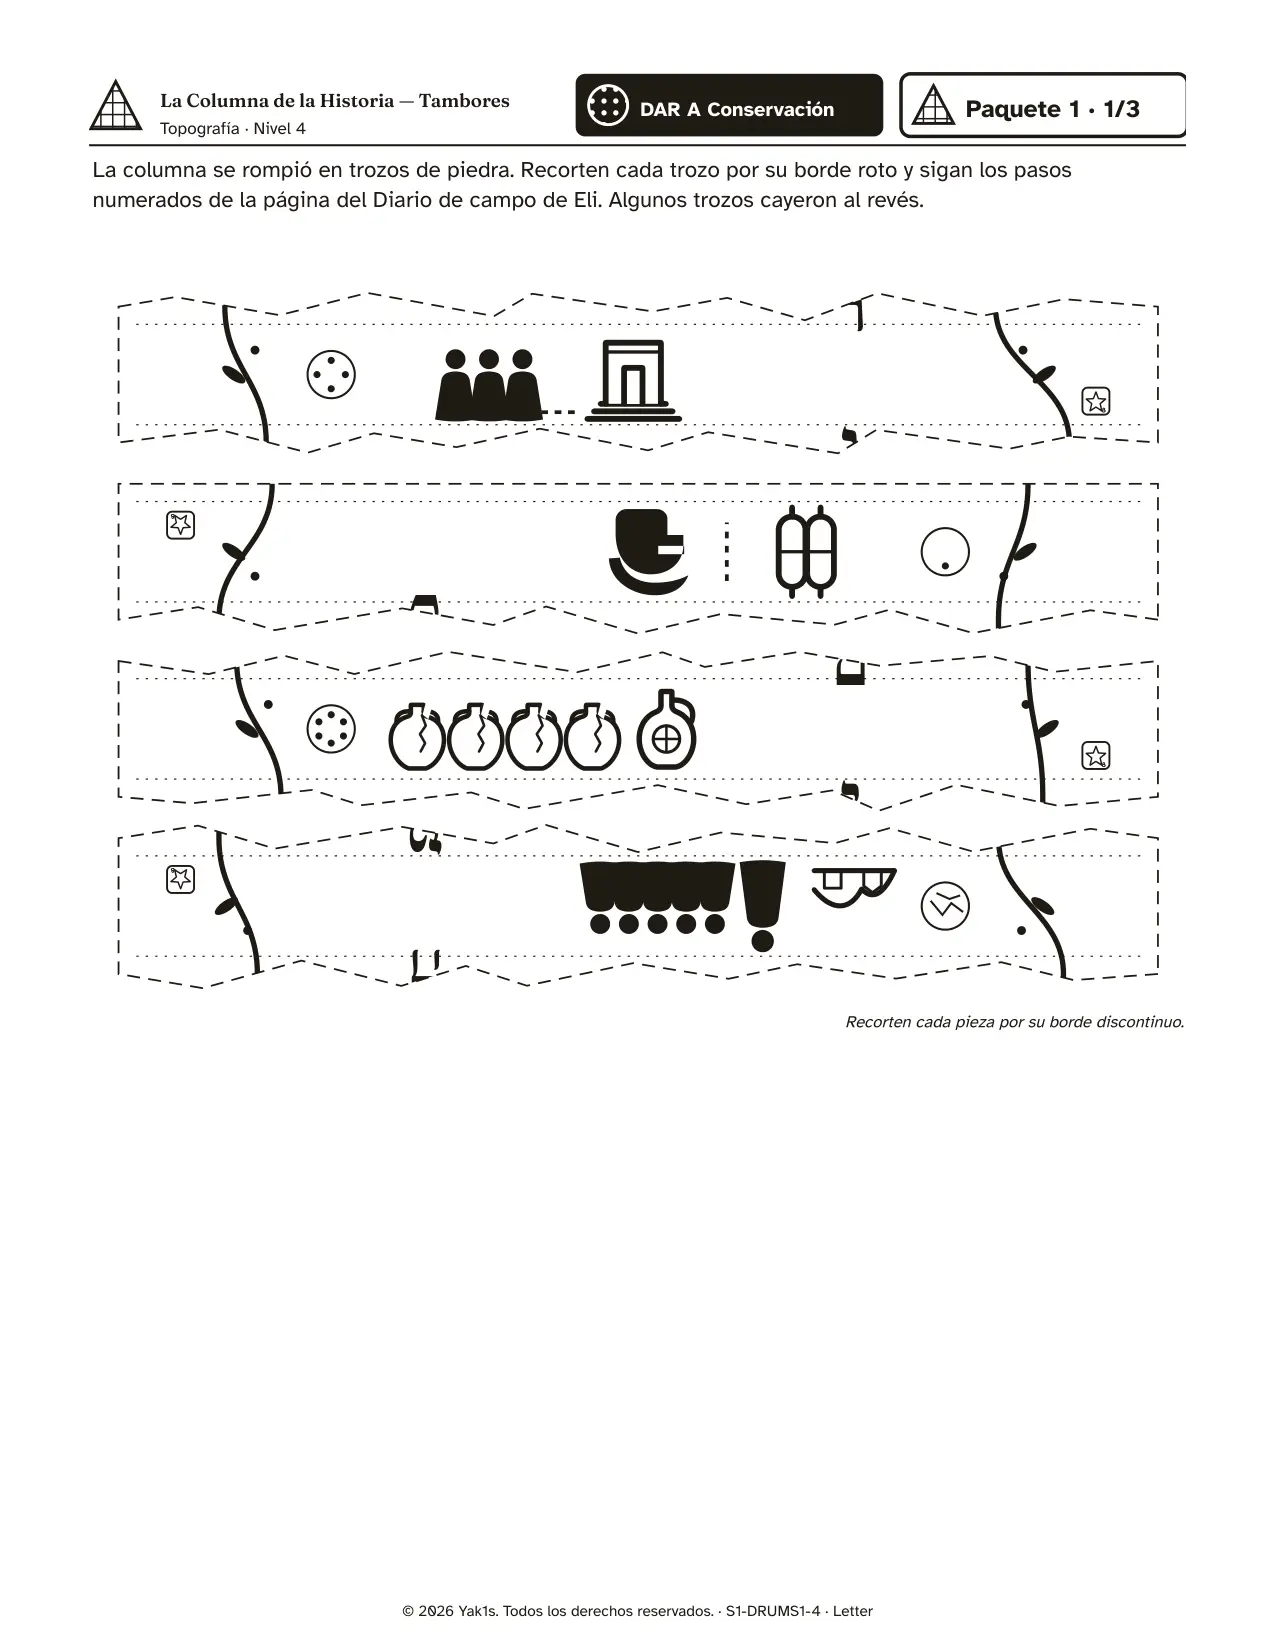 La Columna de la Historia — Tambores
Topografía · Nivel 4
DAR A Conservación
Paquete 1 · 1/3
La columna se rompió en trozos de piedra. Recorten cada trozo por su borde roto y sigan los pasos
numerados de la página del Diario de campo de Eli. Algunos trozos cayeron al revés.
Recorten cada pieza por su borde discontinuo.
© 2026 Yak1s. Todos los derechos reservados. · S1-DRUMS1-4 · Letter